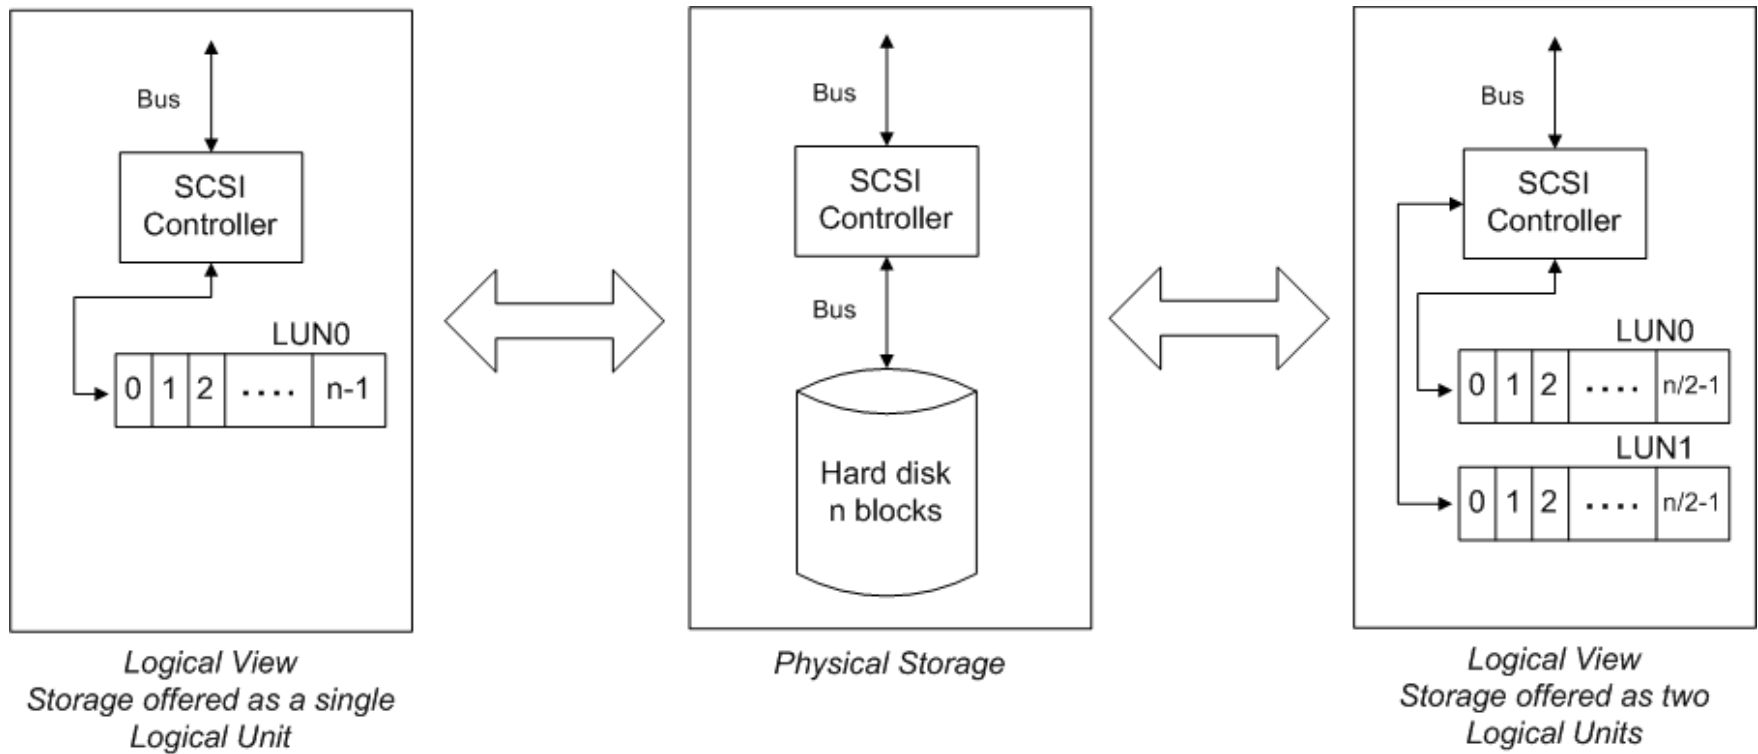 Bus
SCSI
Controller
LUN0
0 1 2 .... n-1
Logical View
Storage offered as a single
Logical Unit
Bus
SCSI
Controller
Bus
Hard disk
n blocks
Physical Storage
Bus
SCSI
Controller
LUN0
0 1 2 .... n/2-1
LUN1
0 1 2 .... n/2-1
Logical View
Storage offered as two
Logical Units